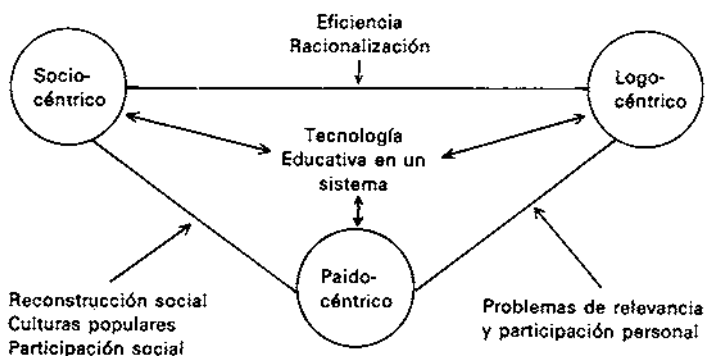 Eficiencia
Racionalización
Socio-
céntrico
Logo-
céntrico
Tecnología
Educativa en un
sistema
Paido-
céntrico
Reconstrucción social
Culturas populares
Participación social
Problemas de relevancia
y participación personal